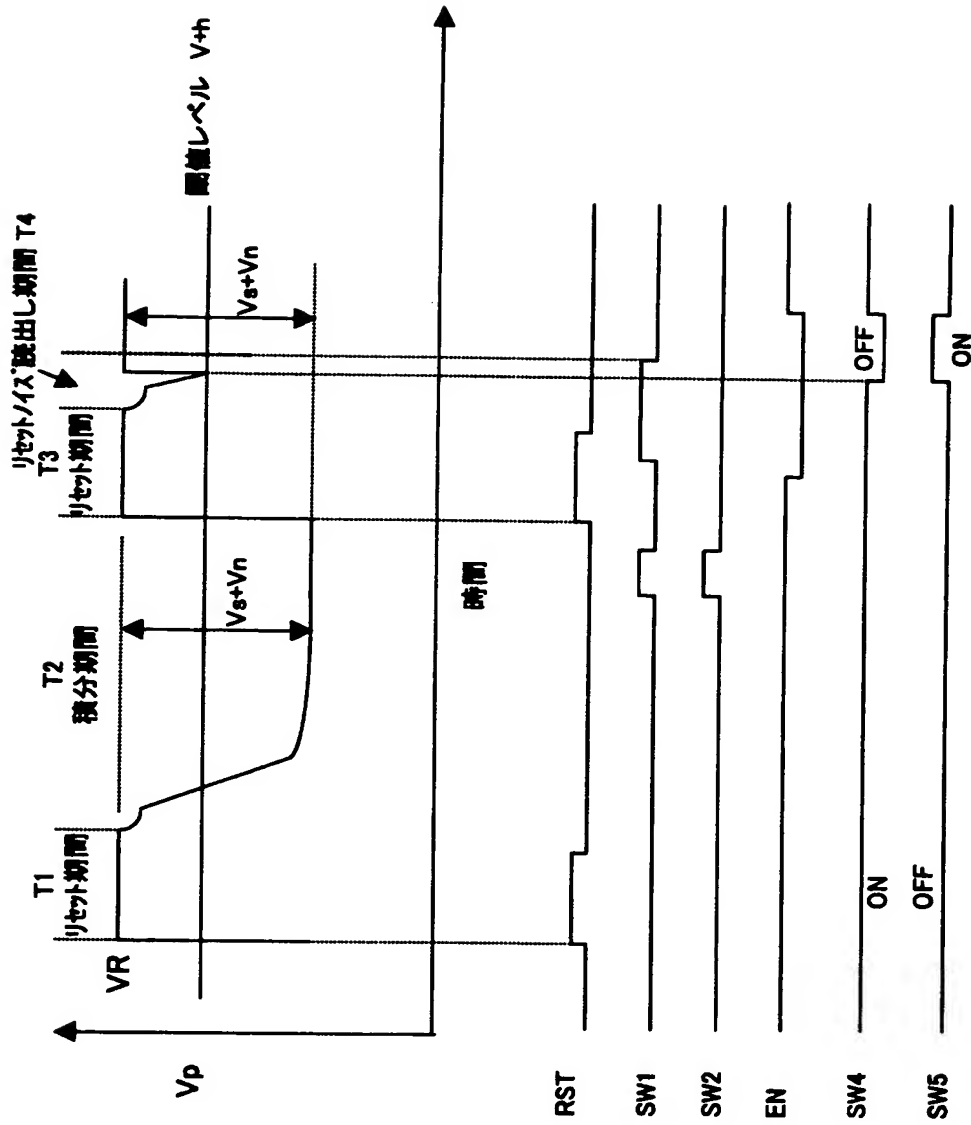 リセットノイズ読出し期間 T4
T1
リセット期間
T2
積分期間
T3
リセット期間
VR
Vp
Vs+Vn
Vs+Vn
閾値レベル V+h
時間
RST
SW1
SW2
EN
SW4
ON
OFF
SW5
OFF
ON